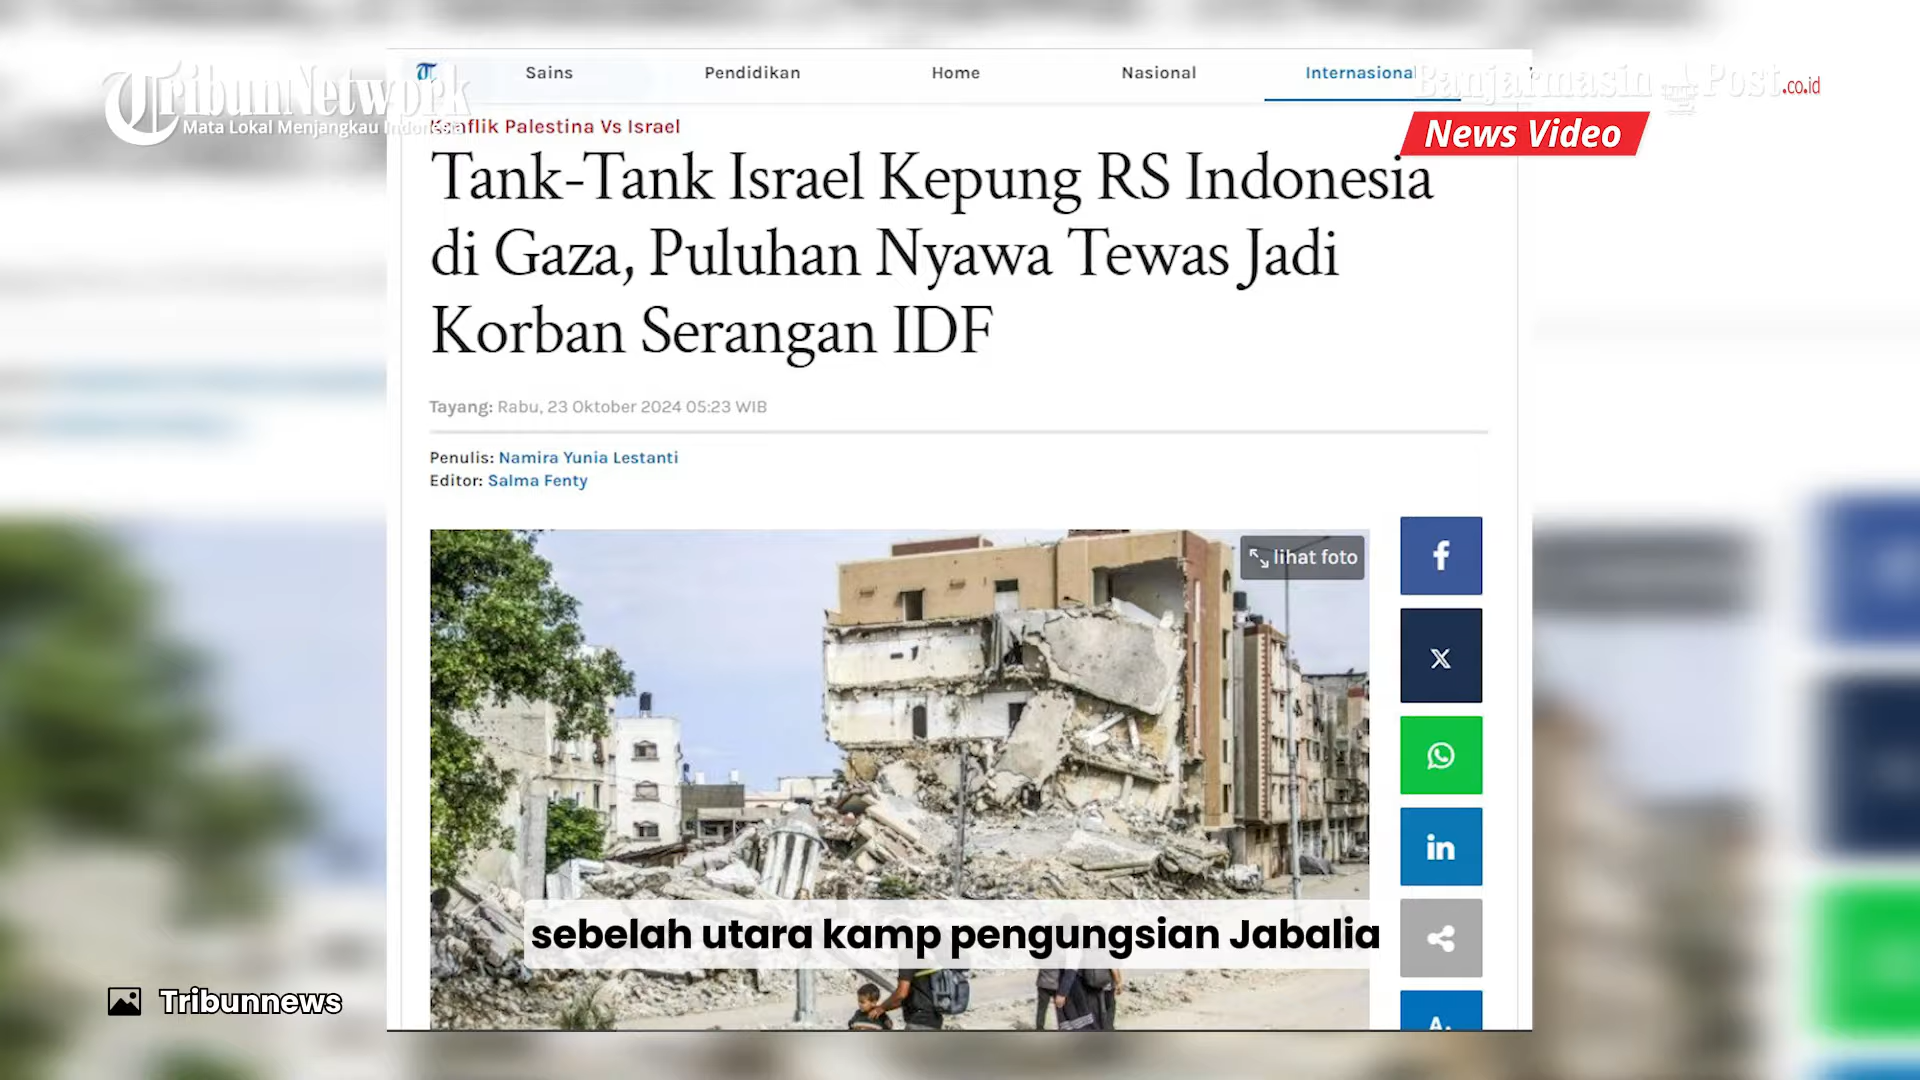 TribunNetwork
Mata Lokal Menjangkau Indonesia
Sains
Pendidikan
Home
Nasional
Internasional
Banjarmasin Post.co.id
News Video
Konflik Palestina Vs Israel
Tank-Tank Israel Kepung RS Indonesia
di Gaza, Puluhan Nyawa Tewas Jadi
Korban Serangan IDF
Tayang: Rabu, 23 Oktober 2024 05:23 WIB
Penulis: Namira Yunia Lestanti
Editor: Salma Fenty
lihat foto
sebelah utara kamp pengungsian Jabalia
Tribunnews